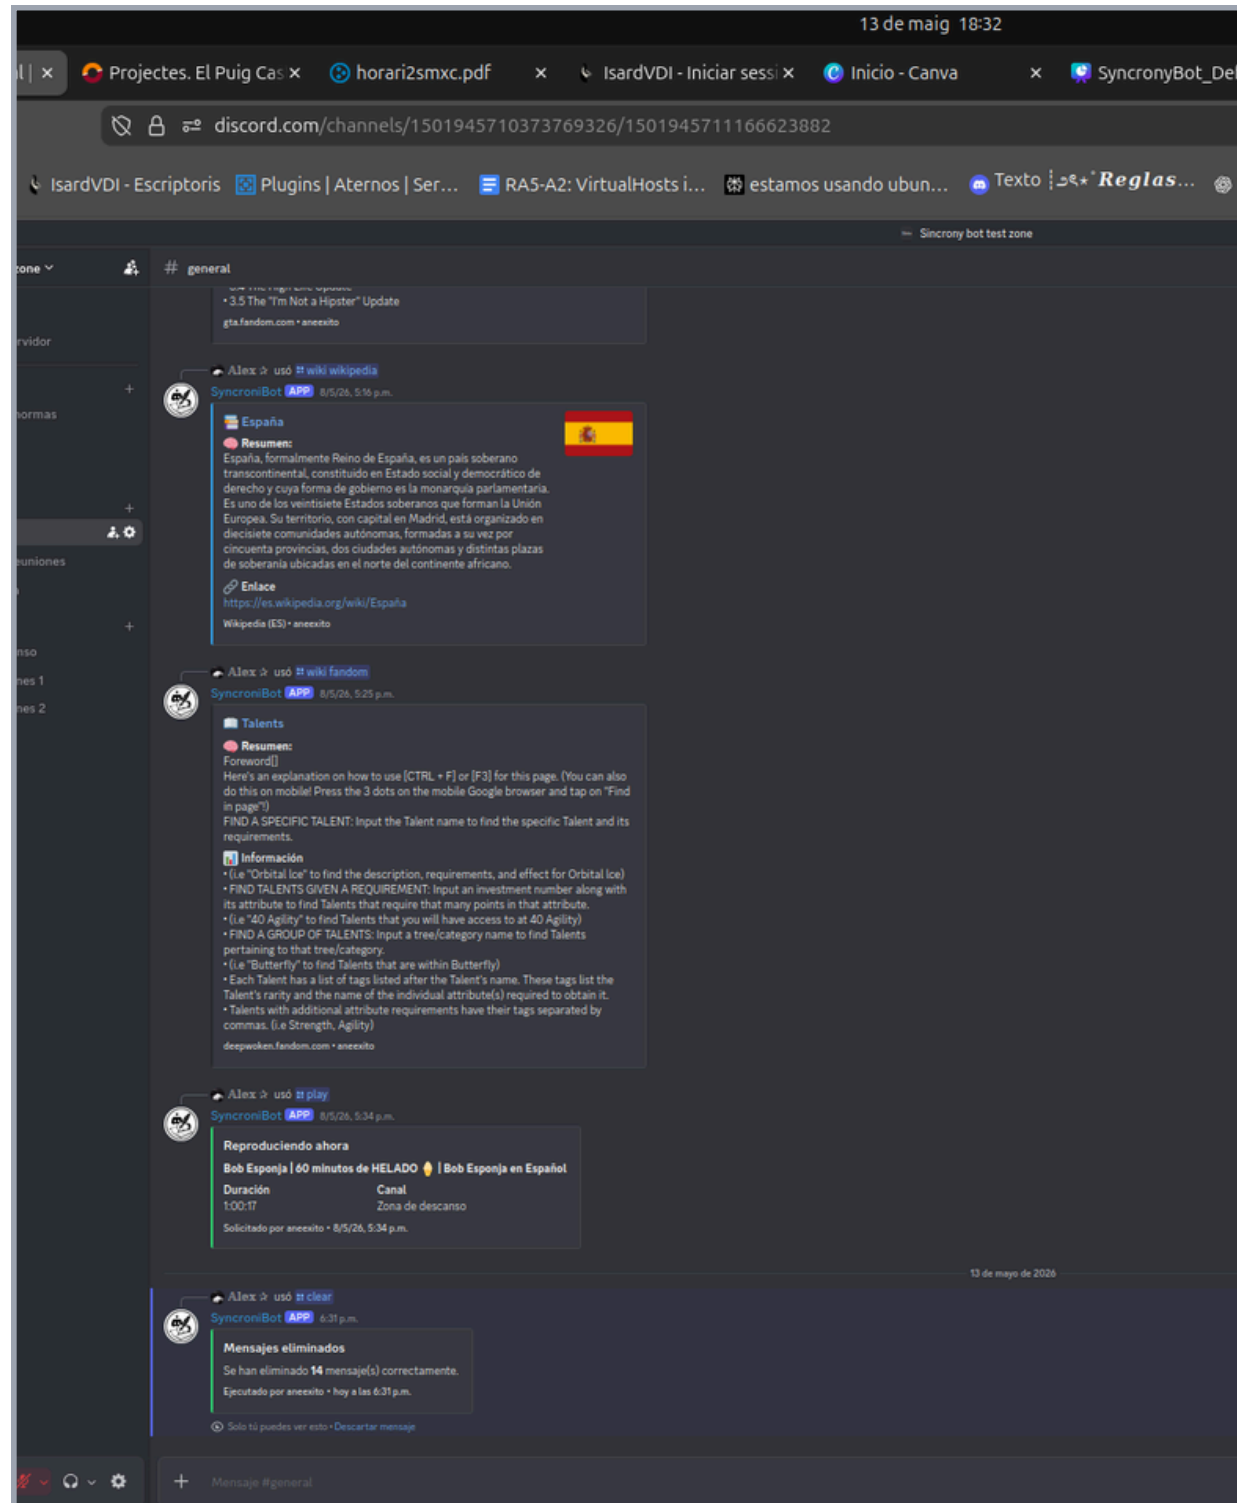 13 de maig 18:32
Projectes. El Puig Cas
horari2smxc.pdf
IsardVDI - Iniciar sessi
Inicio - Canva
SyncronyBot_De
discord.com/channels/1501945710373769326/1501945711166623882
IsardVDI - Escriptoris
Plugins | Aternos | Ser...
RA5-A2: VirtualHosts i...
estamos usando ubun...
Texto ┊ Reglas...
Sincrony bot test zone
zone
# general
• 3.5 The "I'm Not a Hipster" Update
gta.fandom.com • aneexito
rvidor
Alex ☆ usó wiki wikipedia
SyncroniBot APP 8/5/26, 5:16 p.m.
normas
España
Resumen:
España, formalmente Reino de España, es un país soberano
transcontinental, constituido en Estado social y democrático de
derecho y cuya forma de gobierno es la monarquía parlamentaria.
Es uno de los veintisiete Estados soberanos que forman la Unión
Europea. Su territorio, con capital en Madrid, está organizado en
diecisiete comunidades autónomas, formadas a su vez por
cincuenta provincias, dos ciudades autónomas y distintas plazas
de soberanía ubicadas en el norte del continente africano.
Enlace
https://es.wikipedia.org/wiki/España
Wikipedia (ES) • aneexito
euniones
nso
nes 1
nes 2
Alex ☆ usó wiki fandom
SyncroniBot APP 8/5/26, 5:25 p.m.
Talents
Resumen:
Foreword[]
Here's an explanation on how to use [CTRL + F] or [F3] for this page. (You can also
do this on mobile! Press the 3 dots on the mobile Google browser and tap on "Find
in page"!)
FIND A SPECIFIC TALENT: Input the Talent name to find the specific Talent and its
requirements.
Información
• (i.e "Orbital Ice" to find the description, requirements, and effect for Orbital Ice)
• FIND TALENTS GIVEN A REQUIREMENT: Input an investment number along with
its attribute to find Talents that require that many points in that attribute.
• (i.e "40 Agility" to find Talents that you will have access to at 40 Agility)
• FIND A GROUP OF TALENTS: Input a tree/category name to find Talents
pertaining to that tree/category.
• (i.e "Butterfly" to find Talents that are within Butterfly)
• Each Talent has a list of tags listed after the Talent's name. These tags list the
Talent's rarity and the name of the individual attribute(s) required to obtain it.
• Talents with additional attribute requirements have their tags separated by
commas. (i.e Strength, Agility)
deepwoken.fandom.com • aneexito
Alex ☆ usó play
SyncroniBot APP 8/5/26, 5:34 p.m.
Reproduciendo ahora
Bob Esponja | 60 minutos de HELADO 🍦 | Bob Esponja en Español
Duración Canal
1:00:17 Zona de descanso
Solicitado por aneexito • 8/5/26, 5:34 p.m.
13 de mayo de 2026
Alex ☆ usó clear
SyncroniBot APP 6:31 p.m.
Mensajes eliminados
Se han eliminado 14 mensaje(s) correctamente.
Ejecutado por aneexito • hoy a las 6:31 p.m.
Solo tú puedes ver esto • Descartar mensaje
Mensaje #general